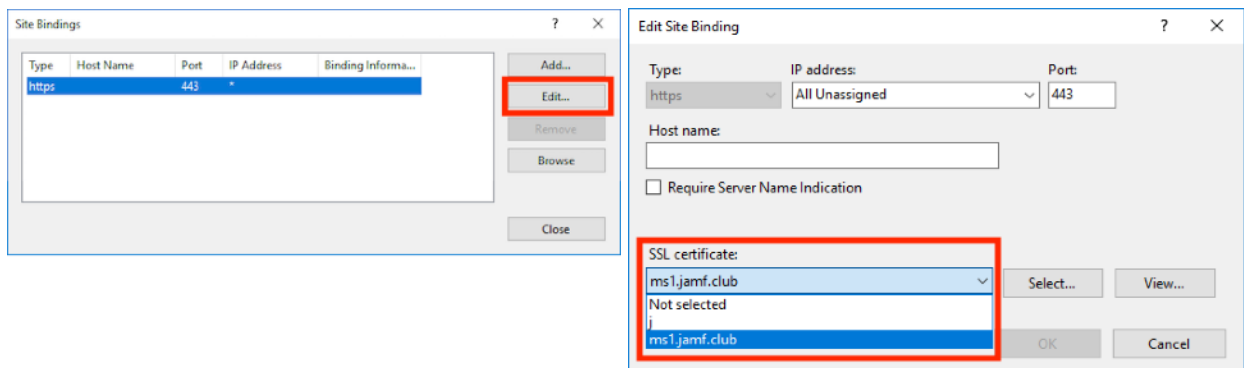 Site Bindings ? ×
Type Host Name Port IP Address Binding Informa...
https 443 *
Add...
Edit...
Remove
Browse
Close
Edit Site Binding ? ×
Type: IP address: Port:
https All Unassigned 443
Host name:
Require Server Name Indication
SSL certificate:
ms1.jamf.club Select... View...
Not selected
j
ms1.jamf.club
OK Cancel